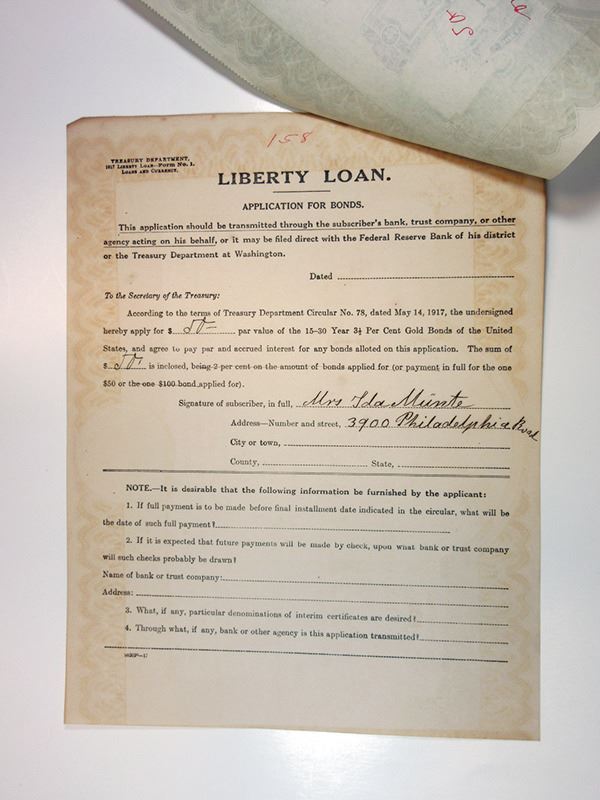 158
TREASURY DEPARTMENT,
1917 LIBERTY LOAN—FORM NO. 1.
LOANS AND CURRENCY.
LIBERTY LOAN.
APPLICATION FOR BONDS.
This application should be transmitted through the subscriber's bank, trust company, or other
agency acting on his behalf, or it may be filed direct with the Federal Reserve Bank of his district
or the Treasury Department at Washington.
Dated
To the Secretary of the Treasury:
According to the terms of Treasury Department Circular No. 78, dated May 14, 1917, the undersigned
hereby apply for $ 50- par value of the 15-30 Year 3½ Per Cent Gold Bonds of the United
States, and agree to pay par and accrued interest for any bonds alloted on this application. The sum of
$ 50- is inclosed, being 2 per cent on the amount of bonds applied for (or payment in full for the one
$50 or the one $100 bond applied for).
Signature of subscriber, in full, Mrs Ida Münte
Address—Number and street, 3900 Philadelphia Road
City or town,
County, State,
NOTE.—It is desirable that the following information be furnished by the applicant:
1. If full payment is to be made before final installment date indicated in the circular, what will be
the date of such full payment?
2. If it is expected that future payments will be made by check, upon what bank or trust company
will such checks probably be drawn?
Name of bank or trust company:
Address:
3. What, if any, particular denominations of interim certificates are desired?
4. Through what, if any, bank or other agency is this application transmitted?